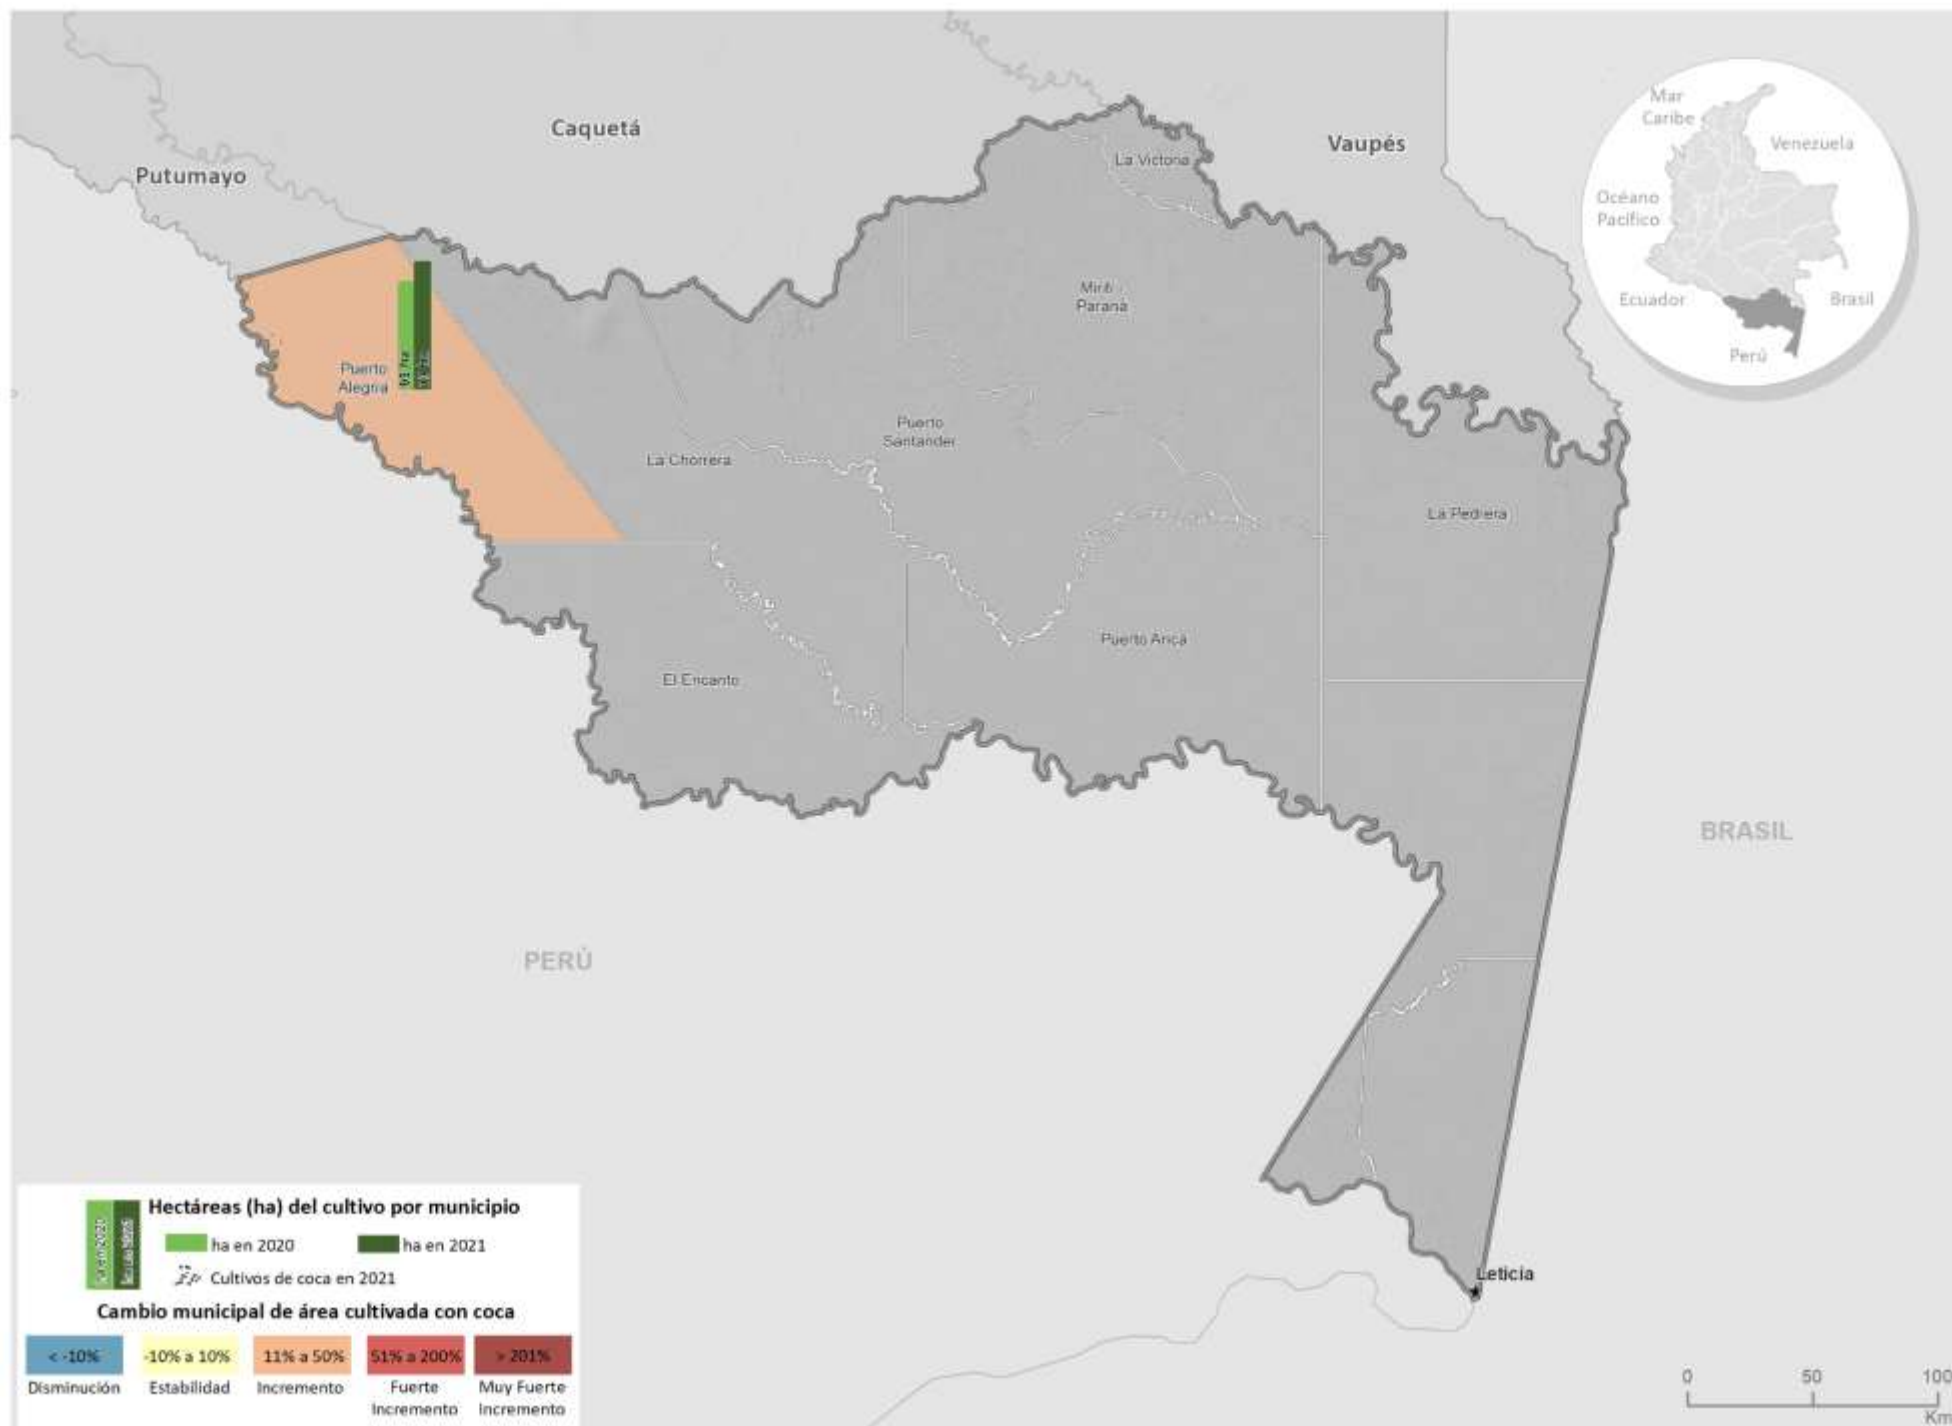 Caquetá
Putumayo
Vaupés
La Victoria
Mirití -
Paraná
Puerto
Alegría
Puerto
Santander
La Chorrera
La Pedrera
Puerto Arica
El Encanto
BRASIL
PERÚ
Leticia
Mar
Caribe
Venezuela
Océano
Pacífico
Ecuador
Brasil
Perú
Hectáreas (ha) del cultivo por municipio
ha en 2020
ha en 2021
Cultivos de coca en 2021
Cambio municipal de área cultivada con coca
< -10%
-10% a 10%
11% a 50%
51% a 200%
> 201%
Disminución
Estabilidad
Incremento
Fuerte
Incremento
Muy Fuerte
Incremento
0
50
100
Km